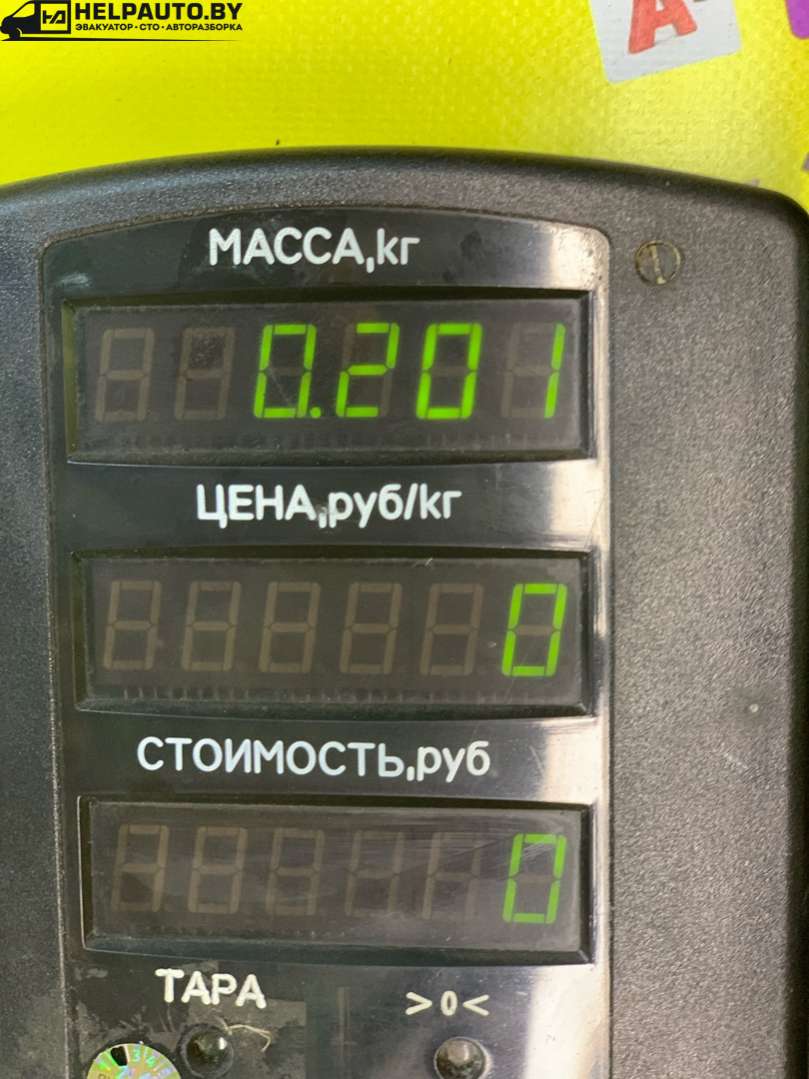 HELPAUTO.BY
ЭВАКУАТОР · СТО · АВТОРАЗБОРКА
А
МАССА,кг
0.201
ЦЕНА,руб/кг
0
СТОИМОСТЬ,руб
0
ТАРА
>0<